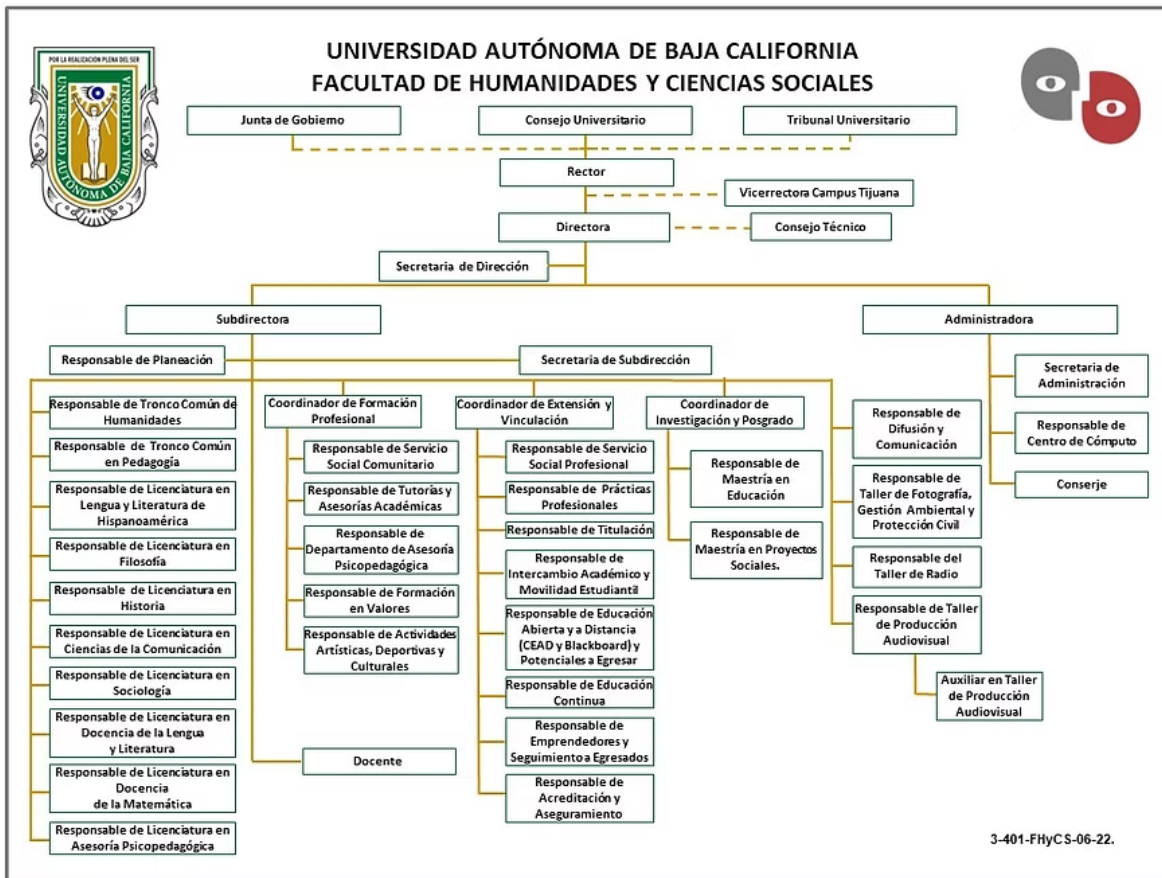 UNIVERSIDAD AUTÓNOMA DE BAJA CALIFORNIA
FACULTAD DE HUMANIDADES Y CIENCIAS SOCIALES
POR LA REALIZACIÓN PLENA DEL SER
UNIVERSIDAD AUTÓNOMA DE BAJA CALIFORNIA
Junta de Gobierno
Consejo Universitario
Tribunal Universitario
Rector
Vicerrectora Campus Tijuana
Directora
Consejo Técnico
Secretaria de Dirección
Subdirectora
Administradora
Responsable de Planeación
Secretaria de Subdirección
Responsable de Tronco Común de
Humanidades
Responsable de Tronco Común
en Pedagogía
Responsable de Licenciatura en
Lengua y Literatura de
Hispanoamérica
Responsable de Licenciatura en
Filosofía
Responsable de Licenciatura en
Historia
Responsable de Licenciatura en
Ciencias de la Comunicación
Responsable de Licenciatura en
Sociología
Responsable de Licenciatura en
Docencia de la Lengua
y Literatura
Responsable de Licenciatura en
Docencia
de la Matemática
Responsable de Licenciatura en
Asesoría Psicopedagógica
Coordinador de Formación
Profesional
Responsable de Servicio
Social Comunitario
Responsable de Tutorías y
Asesorías Académicas
Responsable de
Departamento de Asesoría
Psicopedagógica
Responsable de Formación
en Valores
Responsable de Actividades
Artísticas, Deportivas y
Culturales
Docente
Coordinador de Extensión y
Vinculación
Responsable de Servicio
Social Profesional
Responsable de Prácticas
Profesionales
Responsable de Titulación
Responsable de
Intercambio Académico y
Movilidad Estudiantil
Responsable de Educación
Abierta y a Distancia
(CEAD y Blackboard) y
Potenciales a Egresar
Responsable de Educación
Continua
Responsable de
Emprendedores y
Seguimiento a Egresados
Responsable de
Acreditación y
Aseguramiento
Coordinador de
Investigación y Posgrado
Responsable de
Maestría en
Educación
Responsable de
Maestría en Proyectos
Sociales.
Responsable de
Difusión y
Comunicación
Responsable de
Taller de Fotografía,
Gestión Ambiental y
Protección Civil
Responsable del
Taller de Radio
Responsable de Taller
de Producción
Audiovisual
Auxiliar en Taller
de Producción
Audiovisual
Secretaria de
Administración
Responsable de
Centro de Cómputo
Conserje
3-401-FHyCS-06-22.